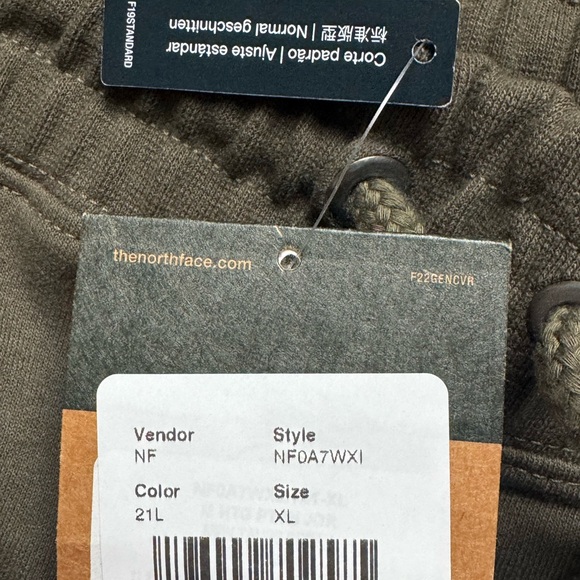 F19STANDARD
Corte padrão | Ajuste estándar
标准版型 | Normal geschnitten
thenorthface.com
F22GENCVR
Vendor Style
NF NF0A7WXI
Color Size
21L XL